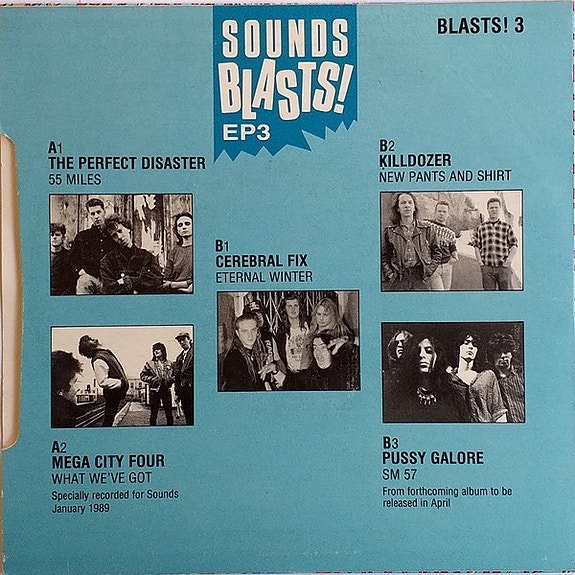 SOUNDS
BLASTS!
EP3
BLASTS! 3
A1
THE PERFECT DISASTER
55 MILES
A2
MEGA CITY FOUR
WHAT WE'VE GOT
Specially recorded for Sounds
January 1989
B1
CEREBRAL FIX
ETERNAL WINTER
B2
KILLDOZER
NEW PANTS AND SHIRT
B3
PUSSY GALORE
SM 57
From forthcoming album to be
released in April